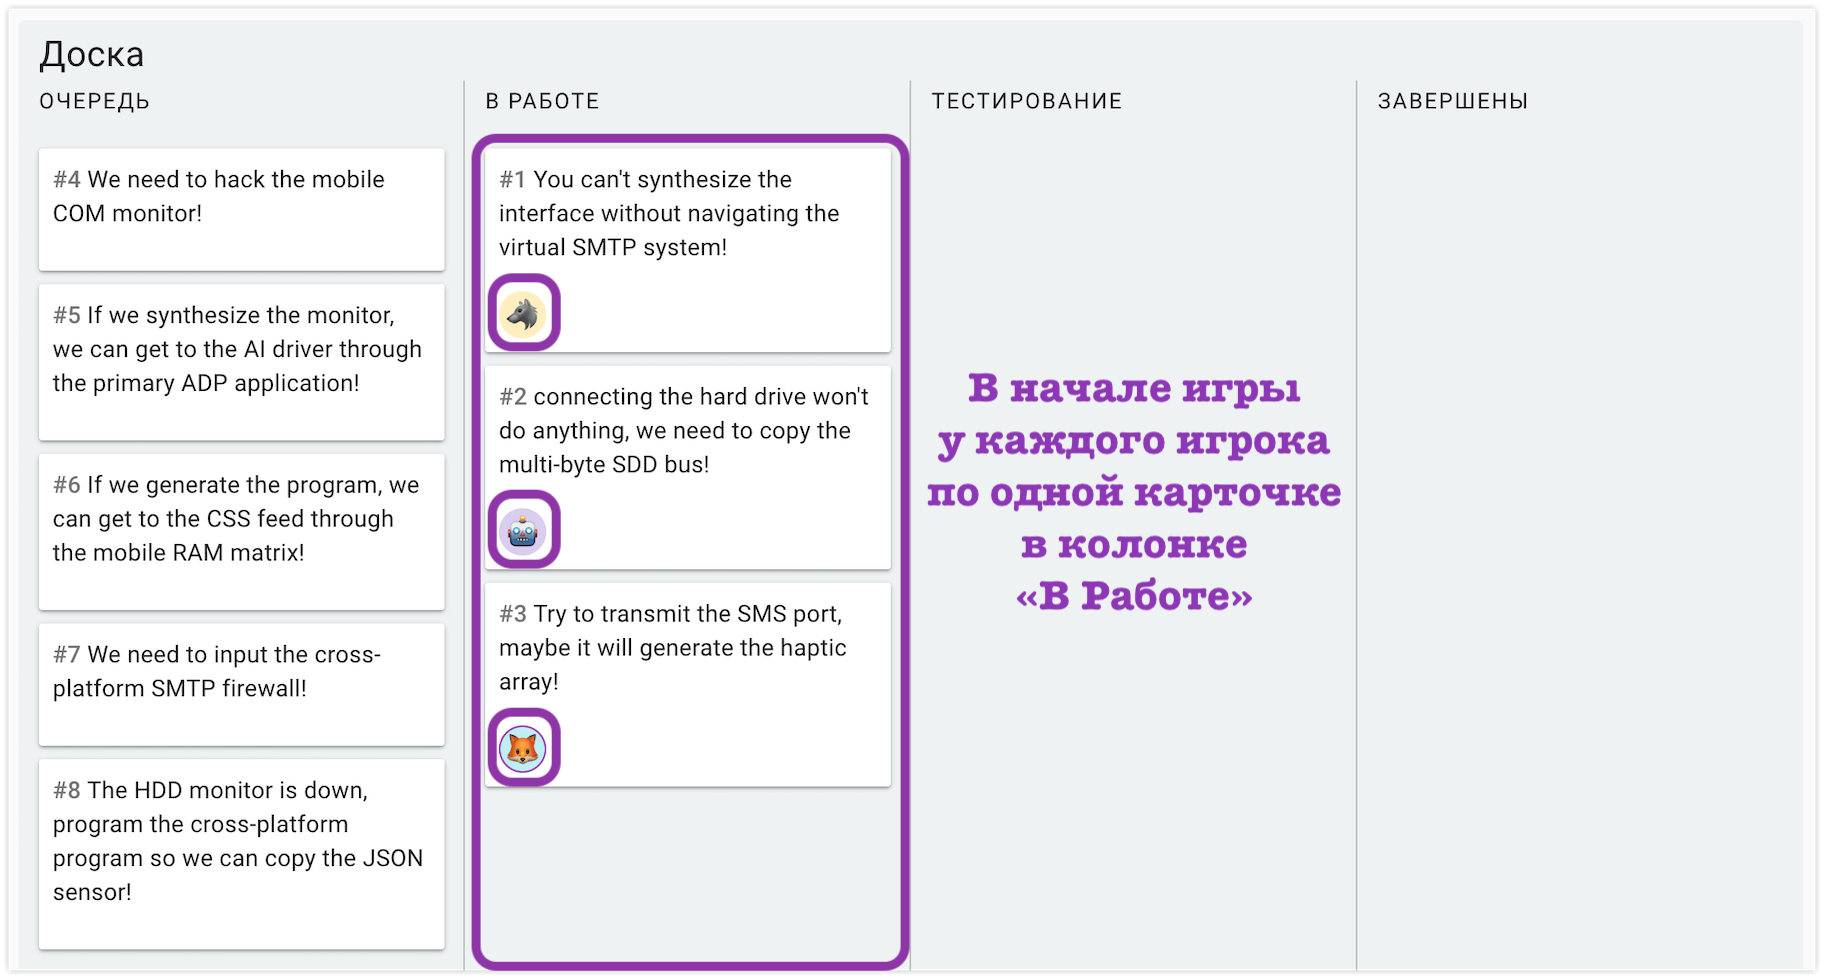 Доска
ОЧЕРЕДЬ
#4 We need to hack the mobile
COM monitor!
#5 If we synthesize the monitor,
we can get to the AI driver through
the primary ADP application!
#6 If we generate the program, we
can get to the CSS feed through
the mobile RAM matrix!
#7 We need to input the cross-
platform SMTP firewall!
#8 The HDD monitor is down,
program the cross-platform
program so we can copy the JSON
sensor!
В РАБОТЕ
#1 You can't synthesize the
interface without navigating the
virtual SMTP system!
#2 connecting the hard drive won't
do anything, we need to copy the
multi-byte SDD bus!
#3 Try to transmit the SMS port,
maybe it will generate the haptic
array!
ТЕСТИРОВАНИЕ
В начале игры
у каждого игрока
по одной карточке
в колонке
«В Работе»
ЗАВЕРШЕНЫ